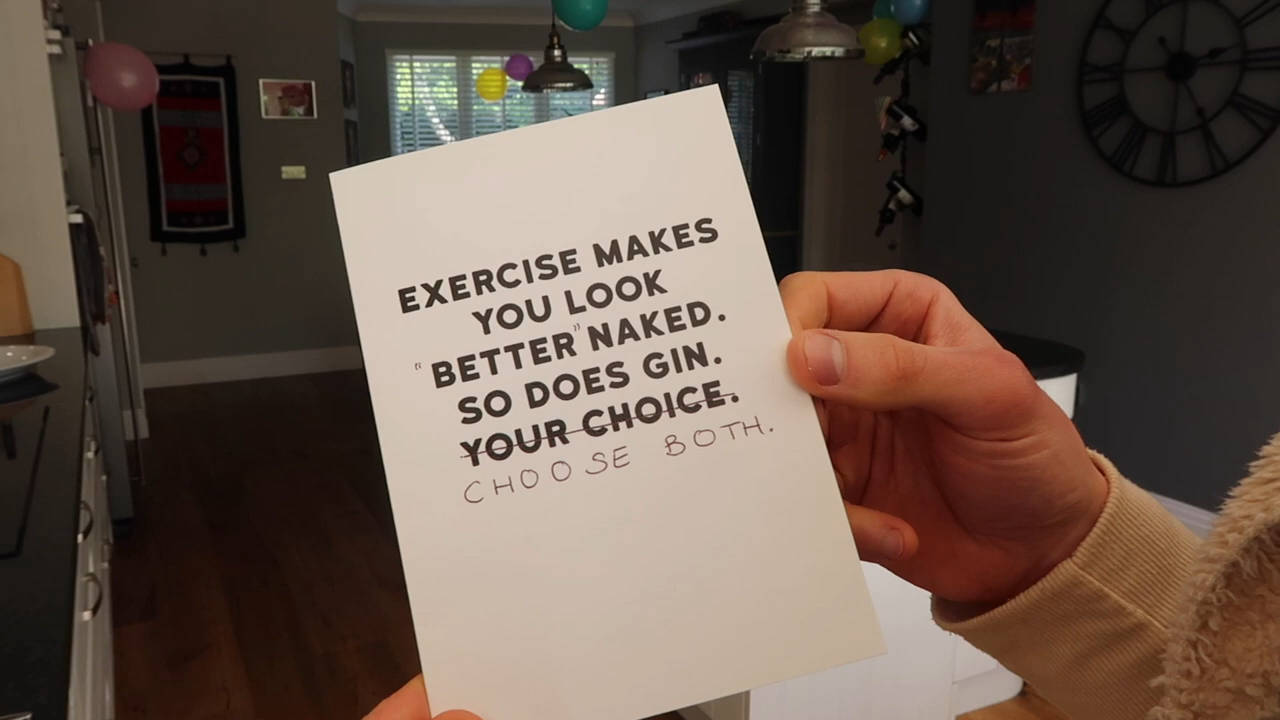 EXERCISE MAKES
YOU LOOK
"BETTER" NAKED.
SO DOES GIN.
YOUR CHOICE.
CHOOSE BOTH.